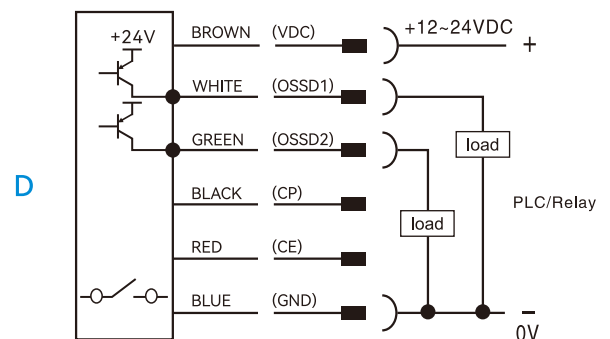 +24V
BROWN (VDC) +12~24VDC +
WHITE (OSSD1)
GREEN (OSSD2) load
D
BLACK (CP) PLC/Relay
load
RED (CE)
BLUE (GND) −
0V